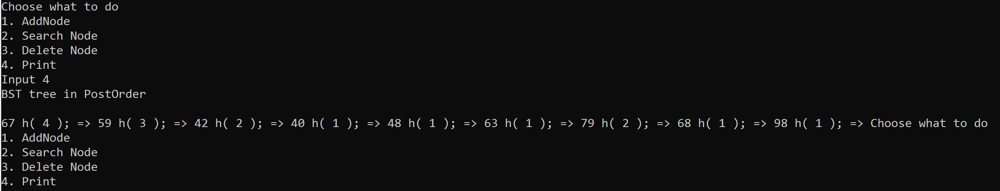 Choose what to do
1. AddNode
2. Search Node
3. Delete Node
4. Print
Input 4
BST tree in PostOrder
67 h( 4 ); => 59 h( 3 ); => 42 h( 2 ); => 40 h( 1 ); => 48 h( 1 ); => 63 h( 1 ); => 79 h( 2 ); => 68 h( 1 ); => 98 h( 1 ); => Choose what to do
1. AddNode
2. Search Node
3. Delete Node
4. Print